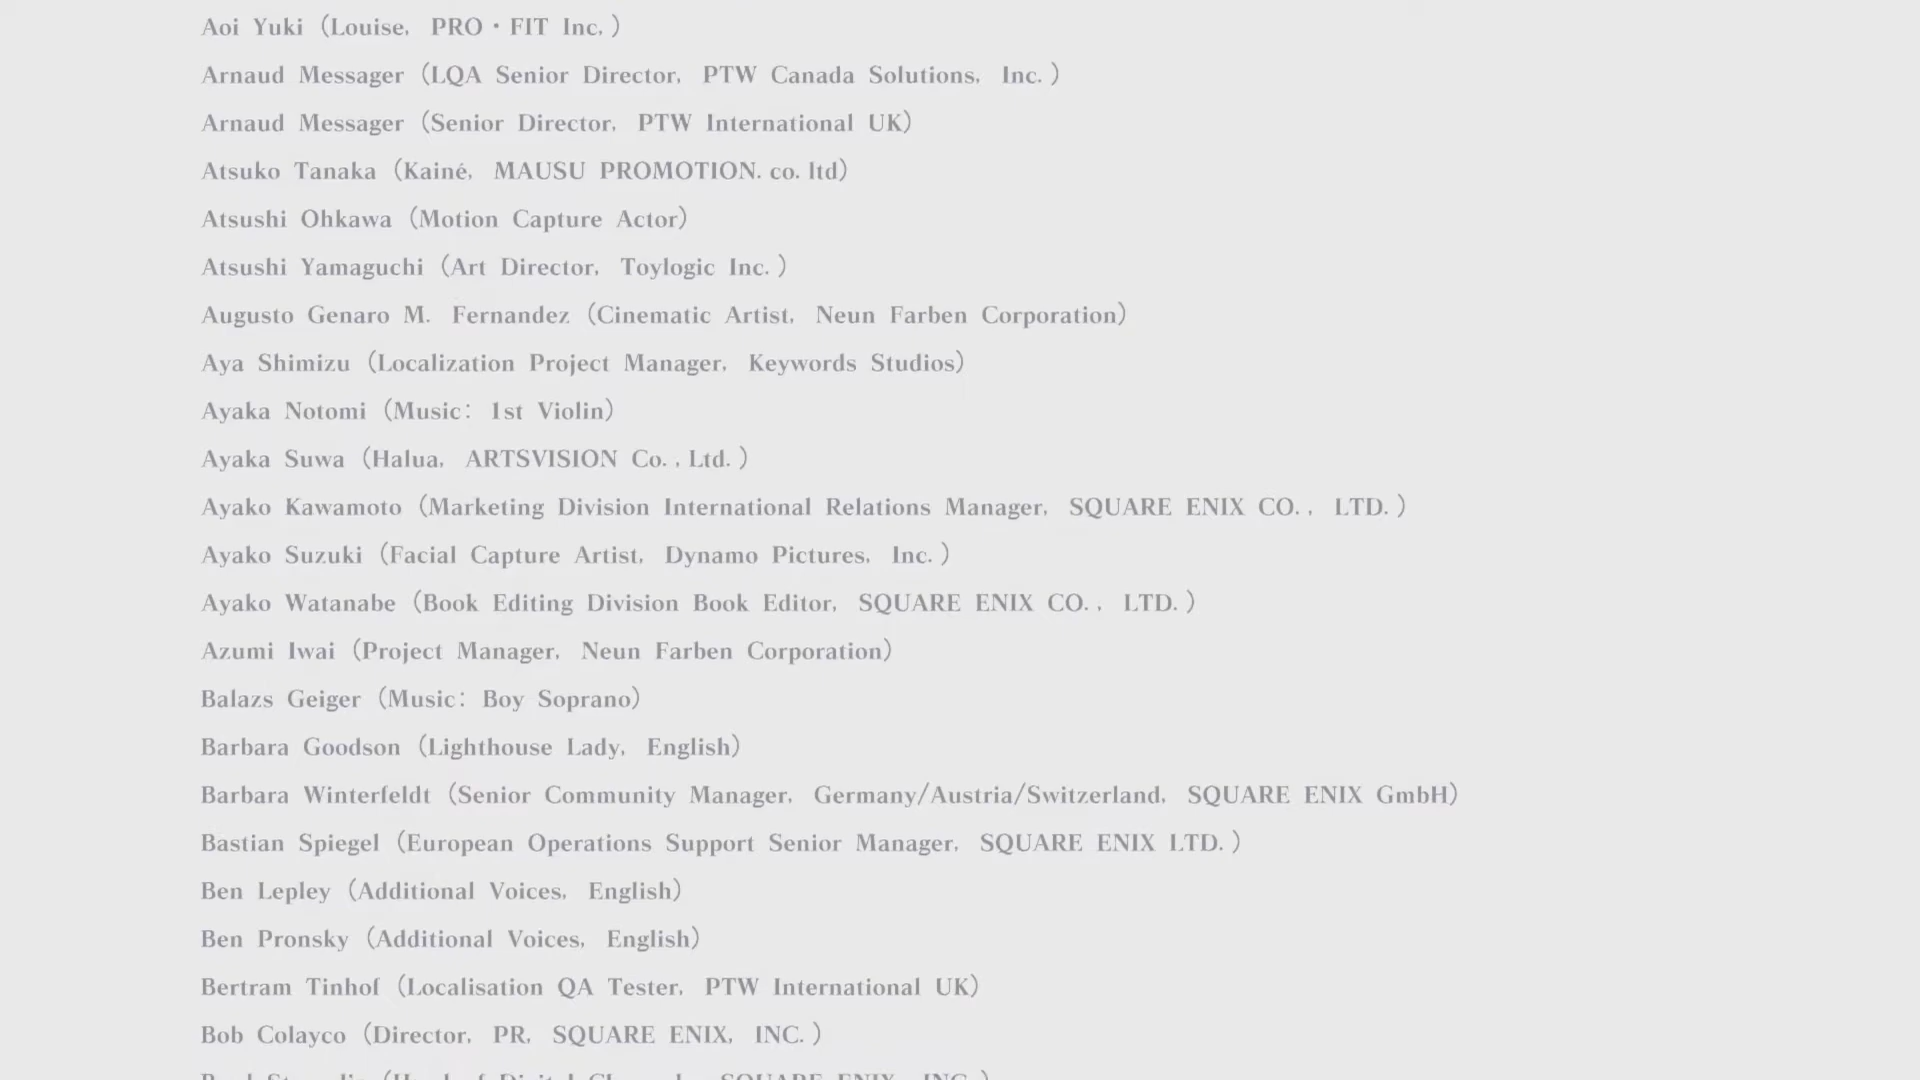 Aoi Yuki (Louise, PRO・FIT Inc.)
Arnaud Messager (LQA Senior Director, PTW Canada Solutions, Inc.)
Arnaud Messager (Senior Director, PTW International UK)
Atsuko Tanaka (Kainé, MAUSU PROMOTION.co.ltd)
Atsushi Ohkawa (Motion Capture Actor)
Atsushi Yamaguchi (Art Director, Toylogic Inc.)
Augusto Genaro M. Fernandez (Cinematic Artist, Neun Farben Corporation)
Aya Shimizu (Localization Project Manager, Keywords Studios)
Ayaka Notomi (Music: 1st Violin)
Ayaka Suwa (Halua, ARTSVISION Co.,Ltd.)
Ayako Kawamoto (Marketing Division International Relations Manager, SQUARE ENIX CO., LTD.)
Ayako Suzuki (Facial Capture Artist, Dynamo Pictures, Inc.)
Ayako Watanabe (Book Editing Division Book Editor, SQUARE ENIX CO., LTD.)
Azumi Iwai (Project Manager, Neun Farben Corporation)
Balazs Geiger (Music: Boy Soprano)
Barbara Goodson (Lighthouse Lady, English)
Barbara Winterfeldt (Senior Community Manager, Germany/Austria/Switzerland, SQUARE ENIX GmbH)
Bastian Spiegel (European Operations Support Senior Manager, SQUARE ENIX LTD.)
Ben Lepley (Additional Voices, English)
Ben Pronsky (Additional Voices, English)
Bertram Tinhof (Localisation QA Tester, PTW International UK)
Bob Colayco (Director, PR, SQUARE ENIX, INC.)
SQUARE ENIX, INC.)